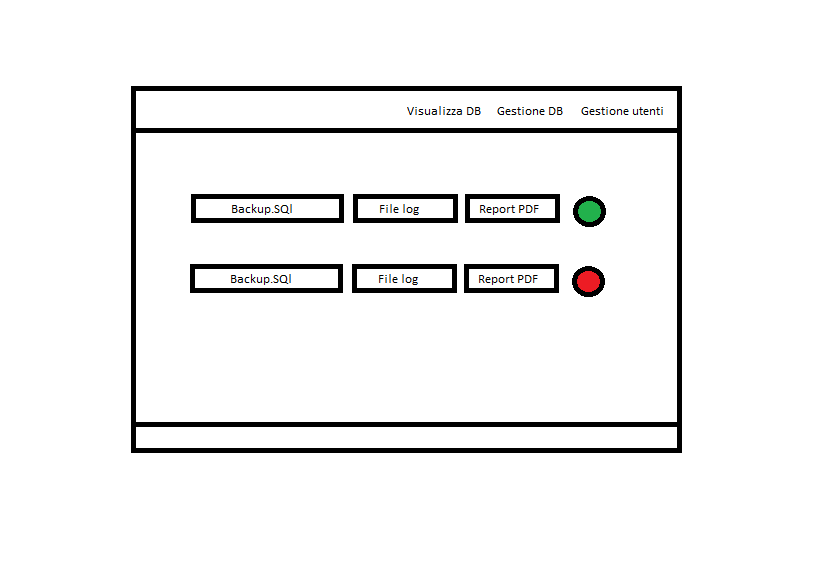 Visualizza DB Gestione DB Gestione utenti
Backup.SQl File log Report PDF
Backup.SQl File log Report PDF